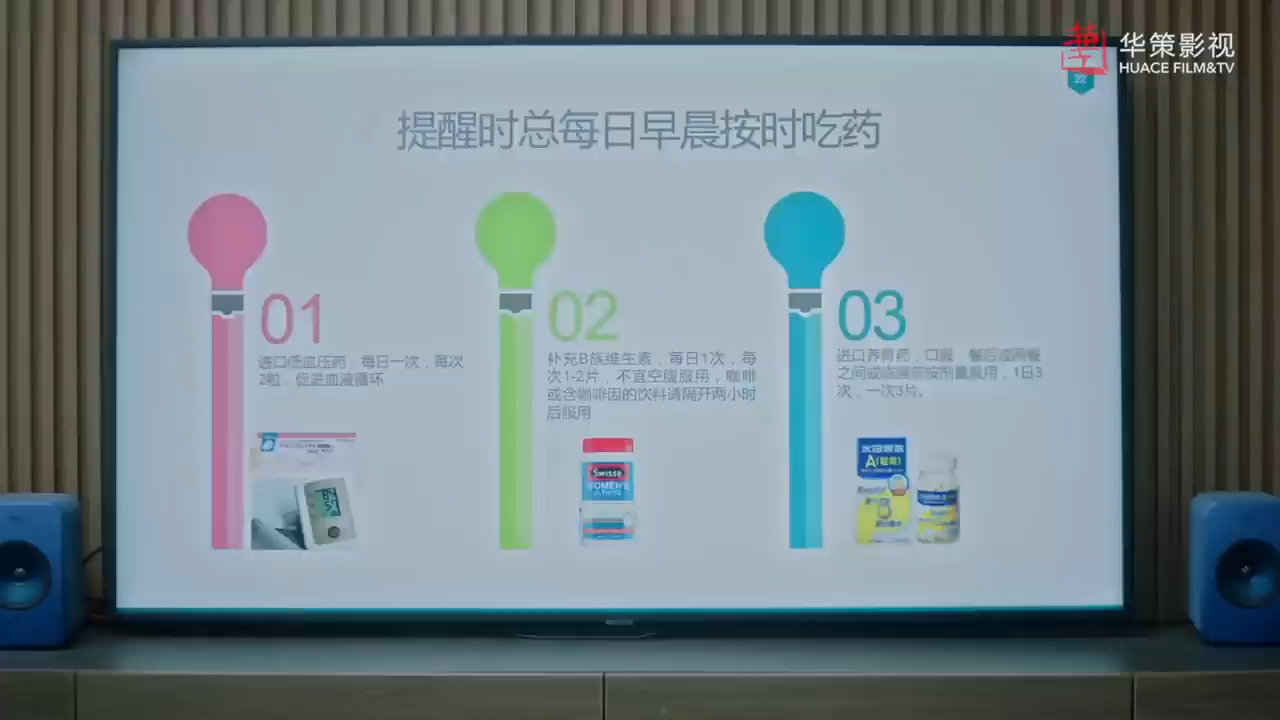 华策影视
HUACE FILM&TV
22
提醒时总每日早晨按时吃药
01
进口低血压药，每日一次，每次
2粒，促进血液循环
02
补充B族维生素，每日1次，每
次1-2片，不宜空腹服用，咖啡
或含咖啡因的饮料请隔开两小时
后服用
03
进口养胃药，口服，餐后或两餐
之间或临睡前按剂量服用，1日3
次，一次3片。
Swisse
WOMEN'S
ULTIVITE